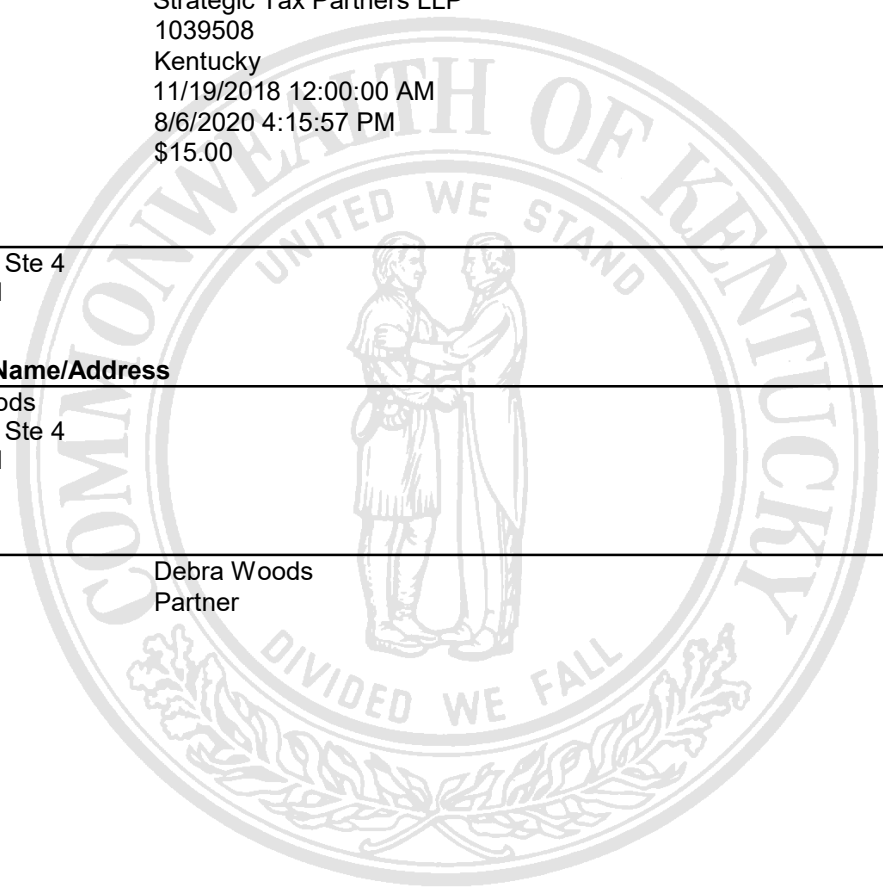 Strategic Tax Partners LLP
1039508
Kentucky
11/19/2018 12:00:00 AM
8/6/2020 4:15:57 PM
$15.00
COMMONWEALTH OF KENTUCKY
UNITED WE STAND
Ste 4
Name/Address
ods
Ste 4
Debra Woods
Partner
DIVIDED WE FALL